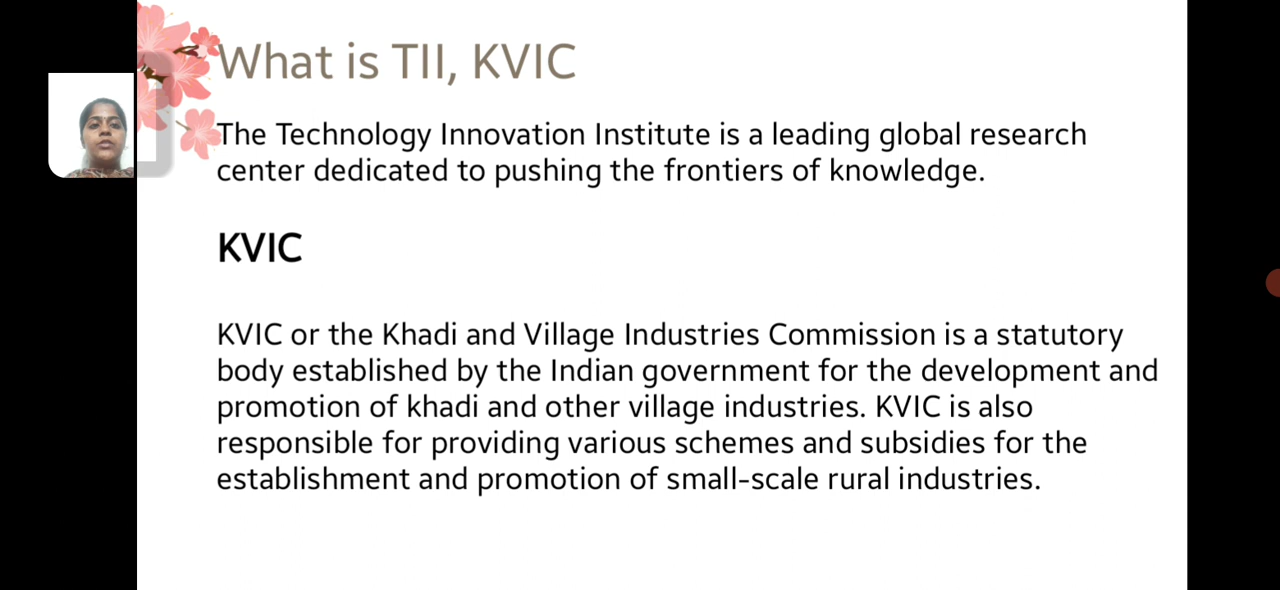 What is TII, KVIC
The Technology Innovation Institute is a leading global research
center dedicated to pushing the frontiers of knowledge.
KVIC
KVIC or the Khadi and Village Industries Commission is a statutory
body established by the Indian government for the development and
promotion of khadi and other village industries. KVIC is also
responsible for providing various schemes and subsidies for the
establishment and promotion of small-scale rural industries.